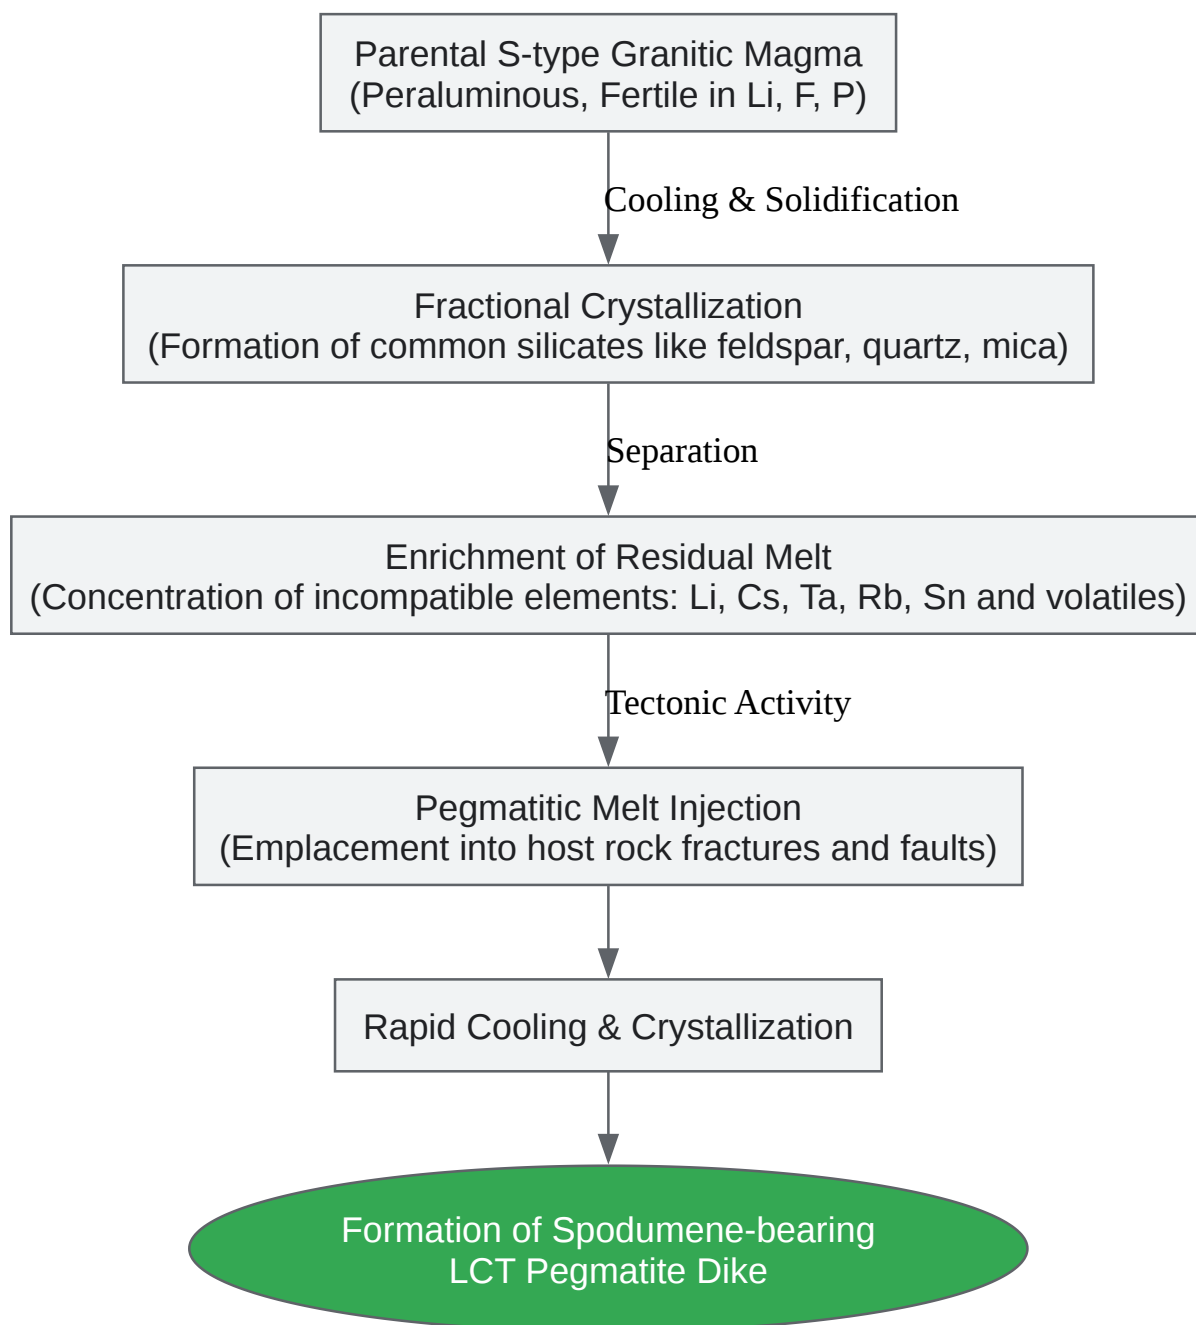 Parental S-type Granitic Magma
(Peraluminous, Fertile in Li, F, P)
Cooling & Solidification
Fractional Crystallization
(Formation of common silicates like feldspar, quartz, mica)
Separation
Enrichment of Residual Melt
(Concentration of incompatible elements: Li, Cs, Ta, Rb, Sn and volatiles)
Tectonic Activity
Pegmatitic Melt Injection
(Emplacement into host rock fractures and faults)
Rapid Cooling & Crystallization
Formation of Spodumene-bearing
LCT Pegmatite Dike